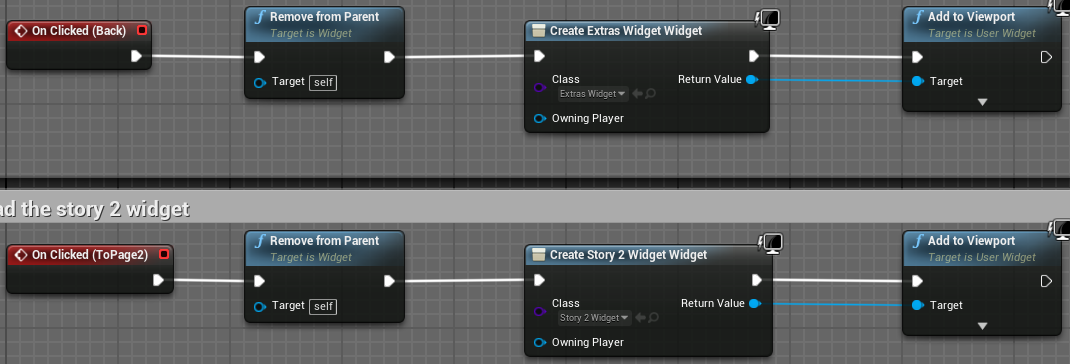 On Clicked (Back)
f Remove from Parent
Target is Widget
Target self
Create Extras Widget Widget
Class
Extras Widget
Return Value
Owning Player
f Add to Viewport
Target is User Widget
Target
ad the story 2 widget
On Clicked (ToPage2)
f Remove from Parent
Target is Widget
Target self
Create Story 2 Widget Widget
Class
Story 2 Widget
Return Value
Owning Player
f Add to Viewport
Target is User Widget
Target